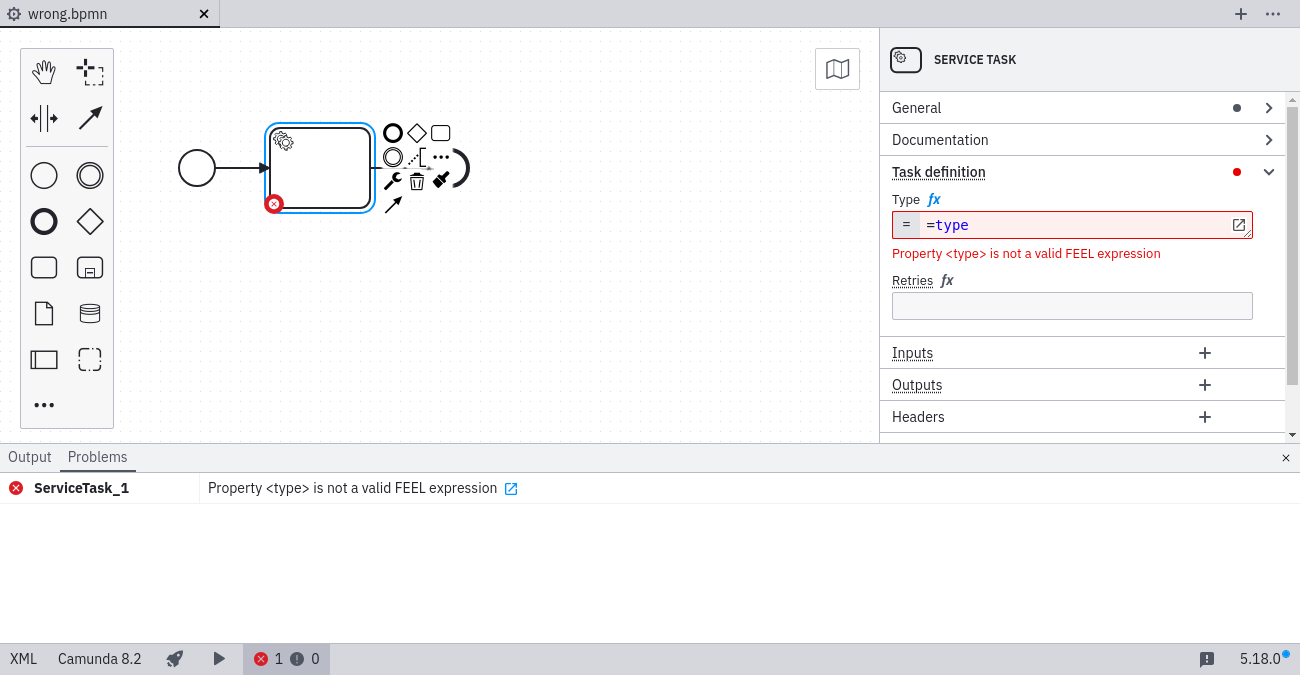 wrong.bpmn
SERVICE TASK
General
Documentation
Task definition
Type fx
= =type
Property <type> is not a valid FEEL expression
Retries fx
Inputs
Outputs
Headers
Output Problems
ServiceTask_1 Property <type> is not a valid FEEL expression
XML Camunda 8.2 1 0 5.18.0